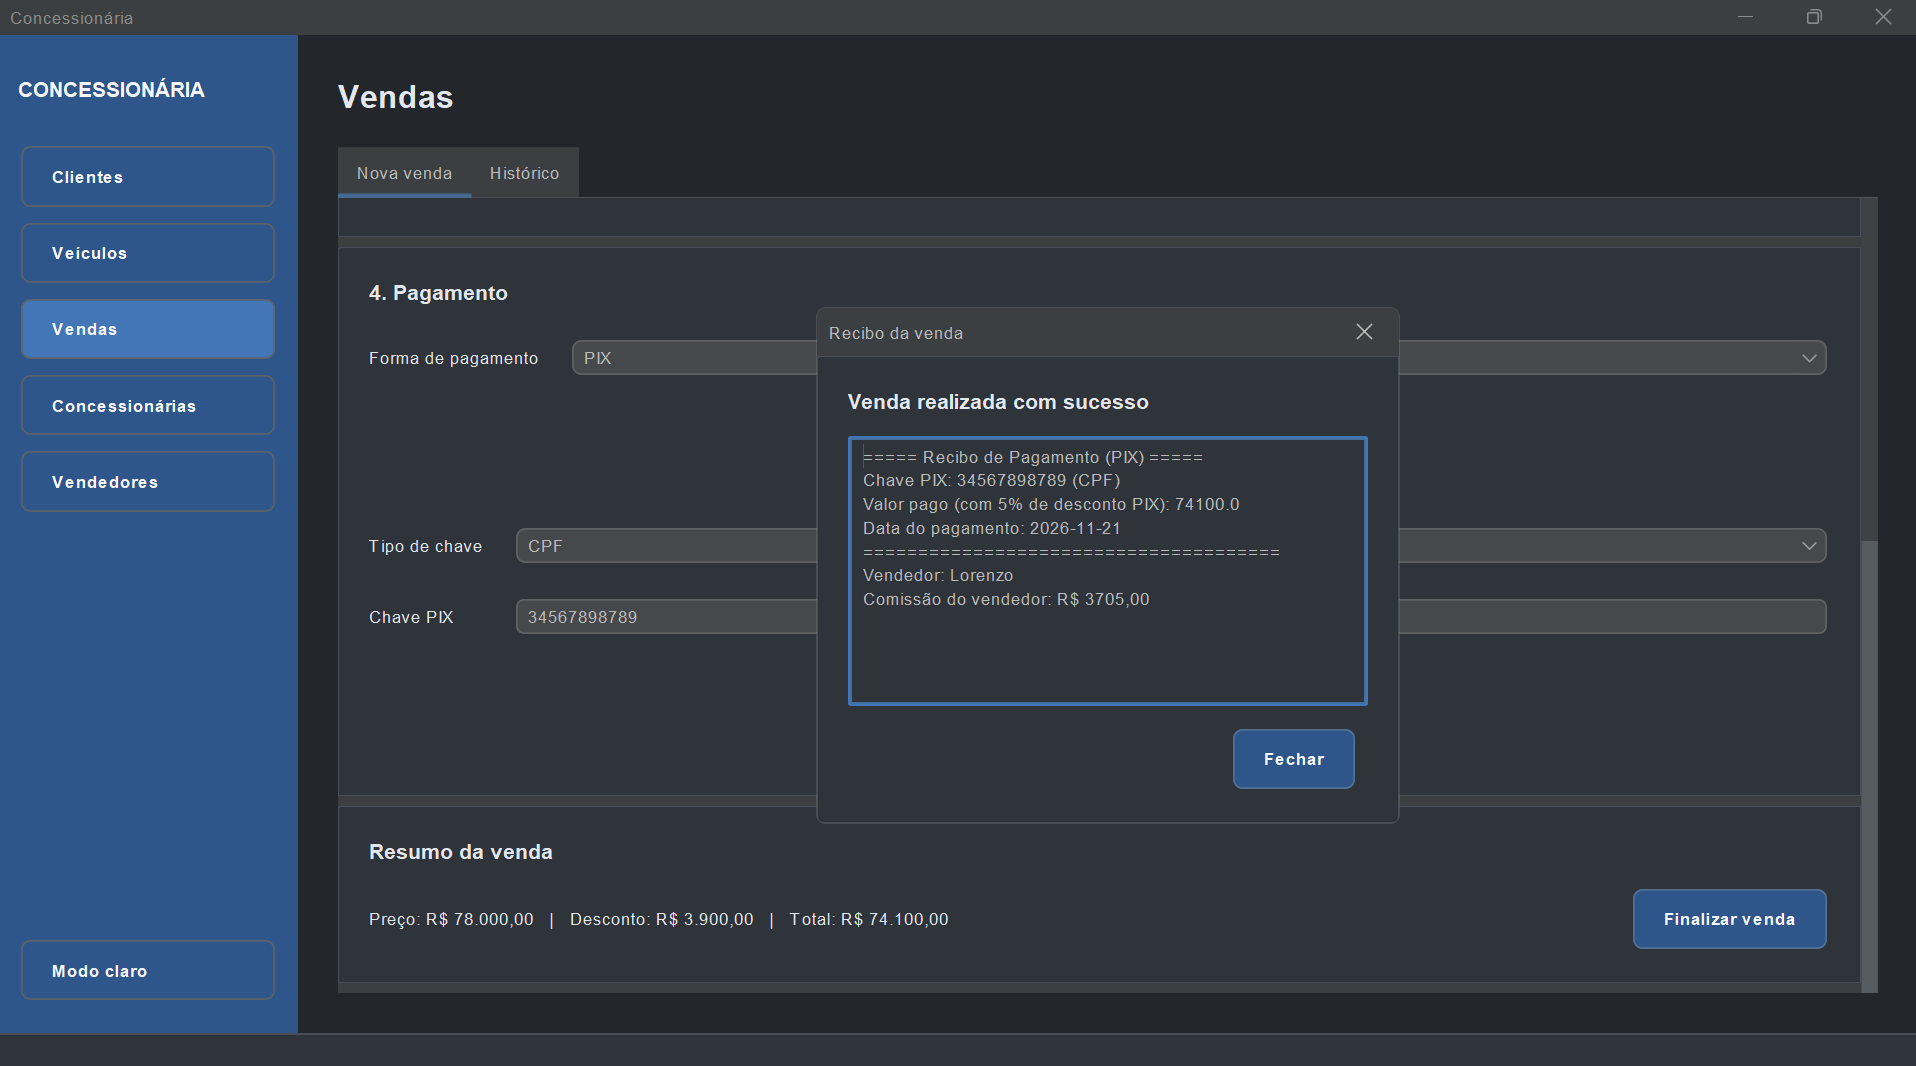 Concessionária
CONCESSIONÁRIA
Clientes
Veículos
Vendas
Concessionárias
Vendedores
Modo claro
Vendas
Nova venda
Histórico
4. Pagamento
Forma de pagamento
PIX
Tipo de chave
CPF
Chave PIX
34567898789
Recibo da venda
Venda realizada com sucesso
===== Recibo de Pagamento (PIX) =====
Chave PIX: 34567898789 (CPF)
Valor pago (com 5% de desconto PIX): 74100.0
Data do pagamento: 2026-11-21
======================================
Vendedor: Lorenzo
Comissão do vendedor: R$ 3705,00
Fechar
Resumo da venda
Preço: R$ 78.000,00 | Desconto: R$ 3.900,00 | Total: R$ 74.100,00
Finalizar venda